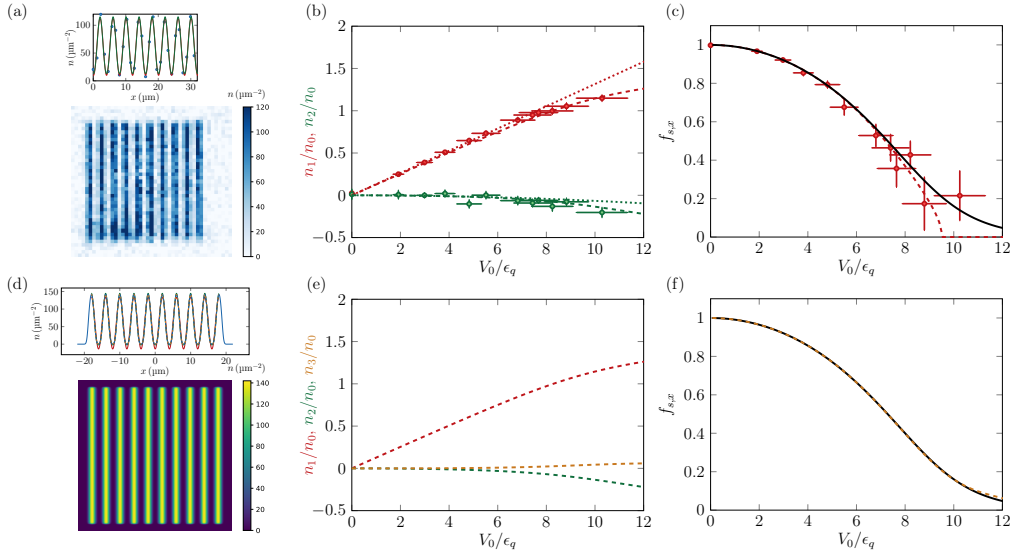 (a)
n (μm⁻²)
100
50
0
0 10 20 30
x (μm)
n (μm⁻²)
120
100
80
60
40
20
0
(b)
n₁/n₀, n₂/n₀
2
1.5
1
0.5
0
−0.5
0 2 4 6 8 10 12
V₀/ϵ_q
(c)
f_{s,x}
1
0.8
0.6
0.4
0.2
0
0 2 4 6 8 10 12
V₀/ϵ_q
(d)
n (μm⁻²)
150
100
50
0
−20 −10 0 10 20
x (μm)
n (μm⁻²)
140
120
100
80
60
40
20
0
(e)
n₁/n₀, n₂/n₀, n₃/n₀
2
1.5
1
0.5
0
−0.5
0 2 4 6 8 10 12
V₀/ϵ_q
(f)
f_{s,x}
1
0.8
0.6
0.4
0.2
0
0 2 4 6 8 10 12
V₀/ϵ_q